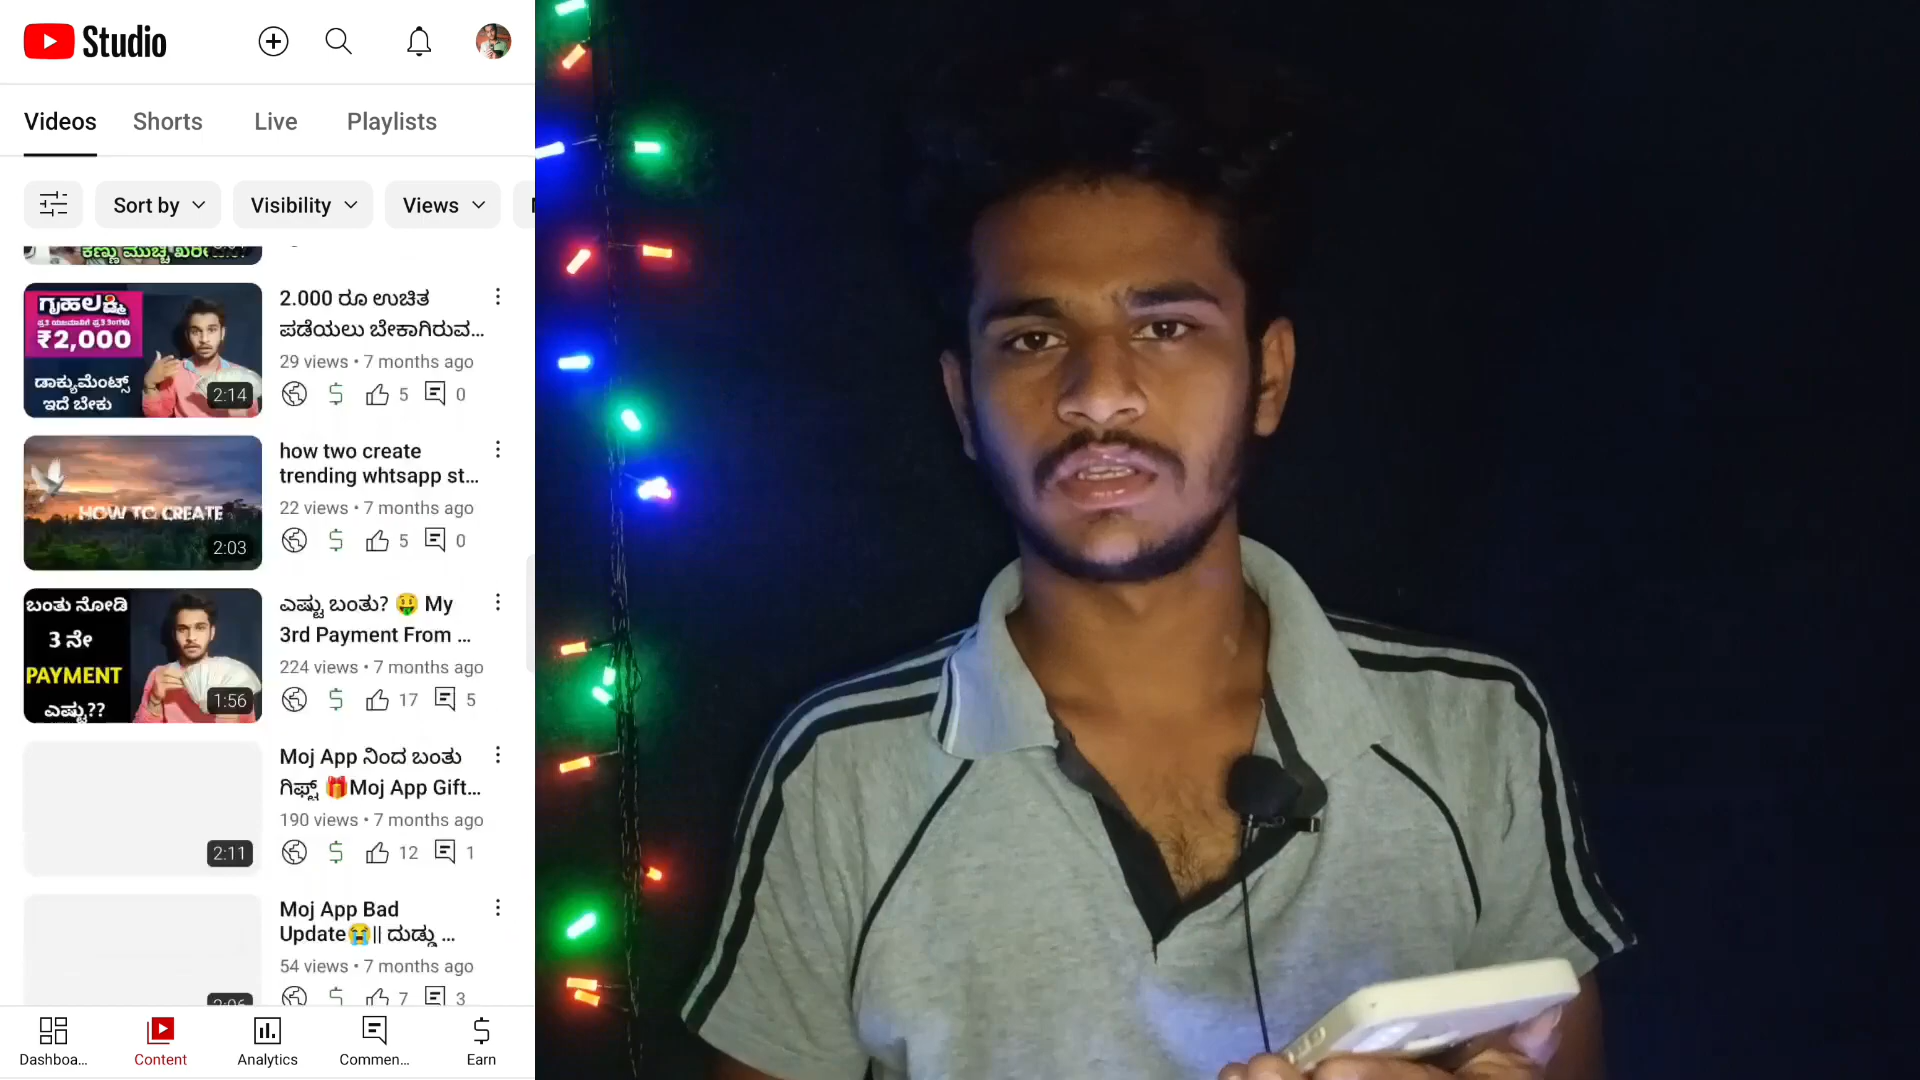 Studio
Videos Shorts Live Playlists
Sort by Visibility Views
ಕಣ್ಣು ಮುಚ್ಚಿ
ಗೃಹಲಕ್ಷ್ಮಿ
₹2,000
ಡಾಕ್ಯುಮೆಂಟ್ಸ್
ಇದೆ ಬೇಕು
2:14
2.000 ರೂ ಉಚಿತ
ಪಡೆಯಲು ಬೇಕಾಗಿರುವ...
29 views • 7 months ago
5 0
HOW TO CREATE
2:03
how two create
trending whtsapp st...
22 views • 7 months ago
5 0
ಬಂತು ನೋಡಿ
3 ನೇ
PAYMENT
ಎಷ್ಟು??
1:56
ಎಷ್ಟು ಬಂತು? 🤑 My
3rd Payment From ...
224 views • 7 months ago
17 5
2:11
Moj App ನಿಂದ ಬಂತು
ಗಿಫ್ಟ್ 🎁Moj App Gift...
190 views • 7 months ago
12 1
2:06
Moj App Bad
Update😭|| ದುಡ್ಡು ...
54 views • 7 months ago
7 3
Dashboa... Content Analytics Commen... Earn